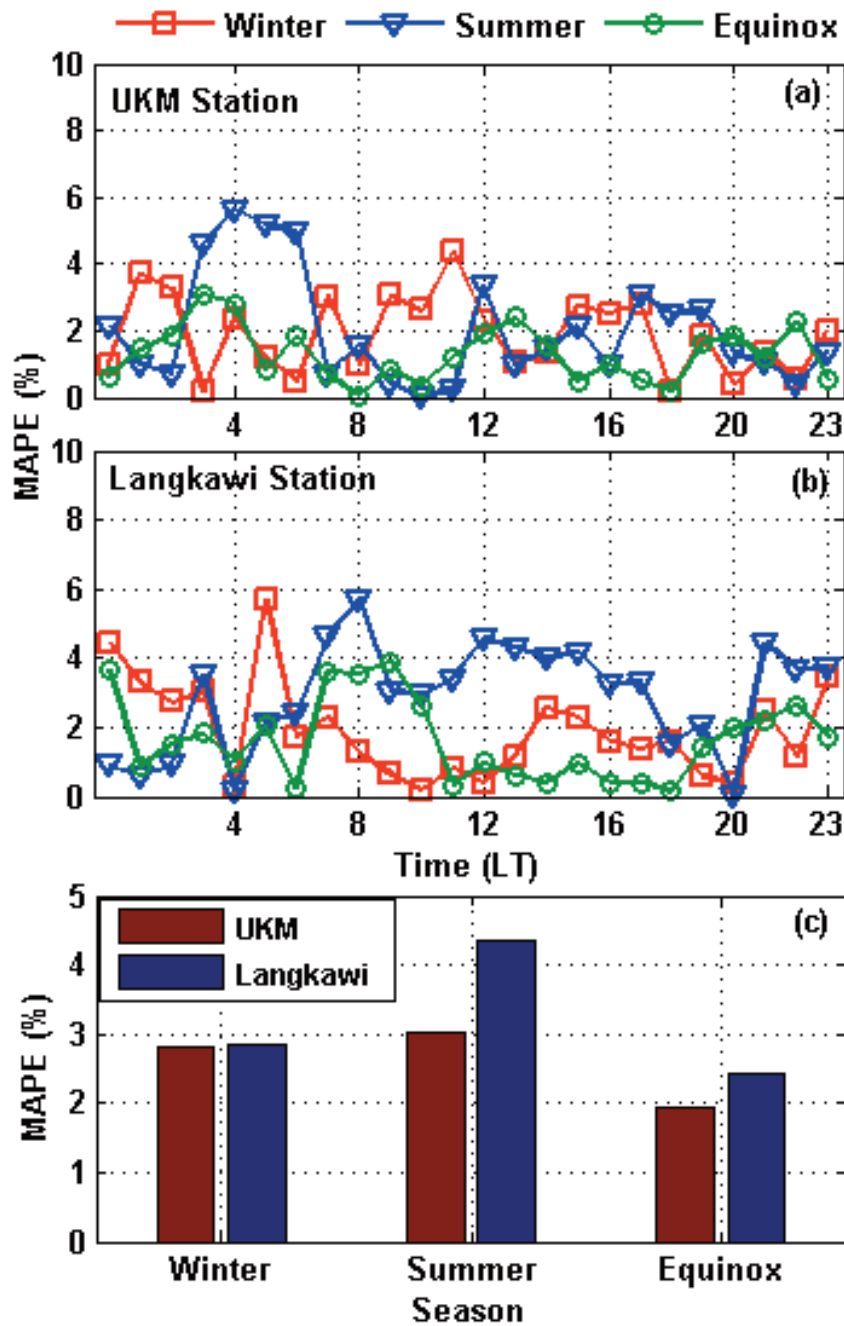 Winter Summer Equinox
10
UKM Station
(a)
8
6
4
2
0
4 8 12 16 20 23
MAPE (%)
10
Langkawi Station
(b)
8
6
4
2
0
4 8 12 16 20 23
Time (LT)
5
UKM
Langkawi
(c)
4
3
2
1
0
MAPE (%)
Winter Summer Equinox
Season